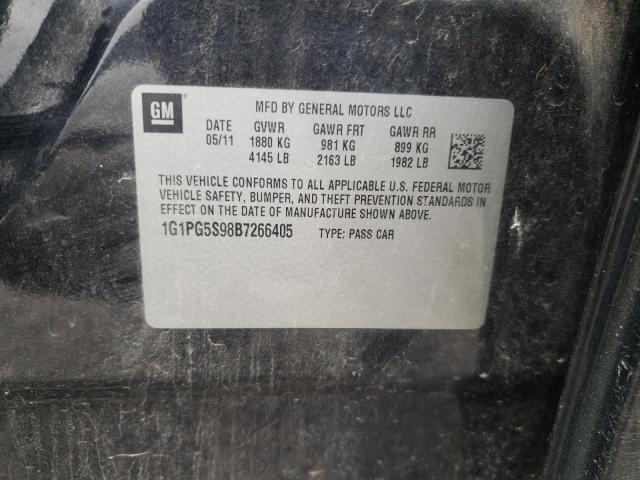 GM
MFD BY GENERAL MOTORS LLC
DATE GVWR GAWR FRT GAWR RR
05/11 1880 KG 981 KG 899 KG
4145 LB 2163 LB 1982 LB
THIS VEHICLE CONFORMS TO ALL APPLICABLE U.S. FEDERAL MOTOR
VEHICLE SAFETY, BUMPER, AND THEFT PREVENTION STANDARDS IN
EFFECT ON THE DATE OF MANUFACTURE SHOWN ABOVE.
1G1PG5S98B7266405 TYPE: PASS CAR